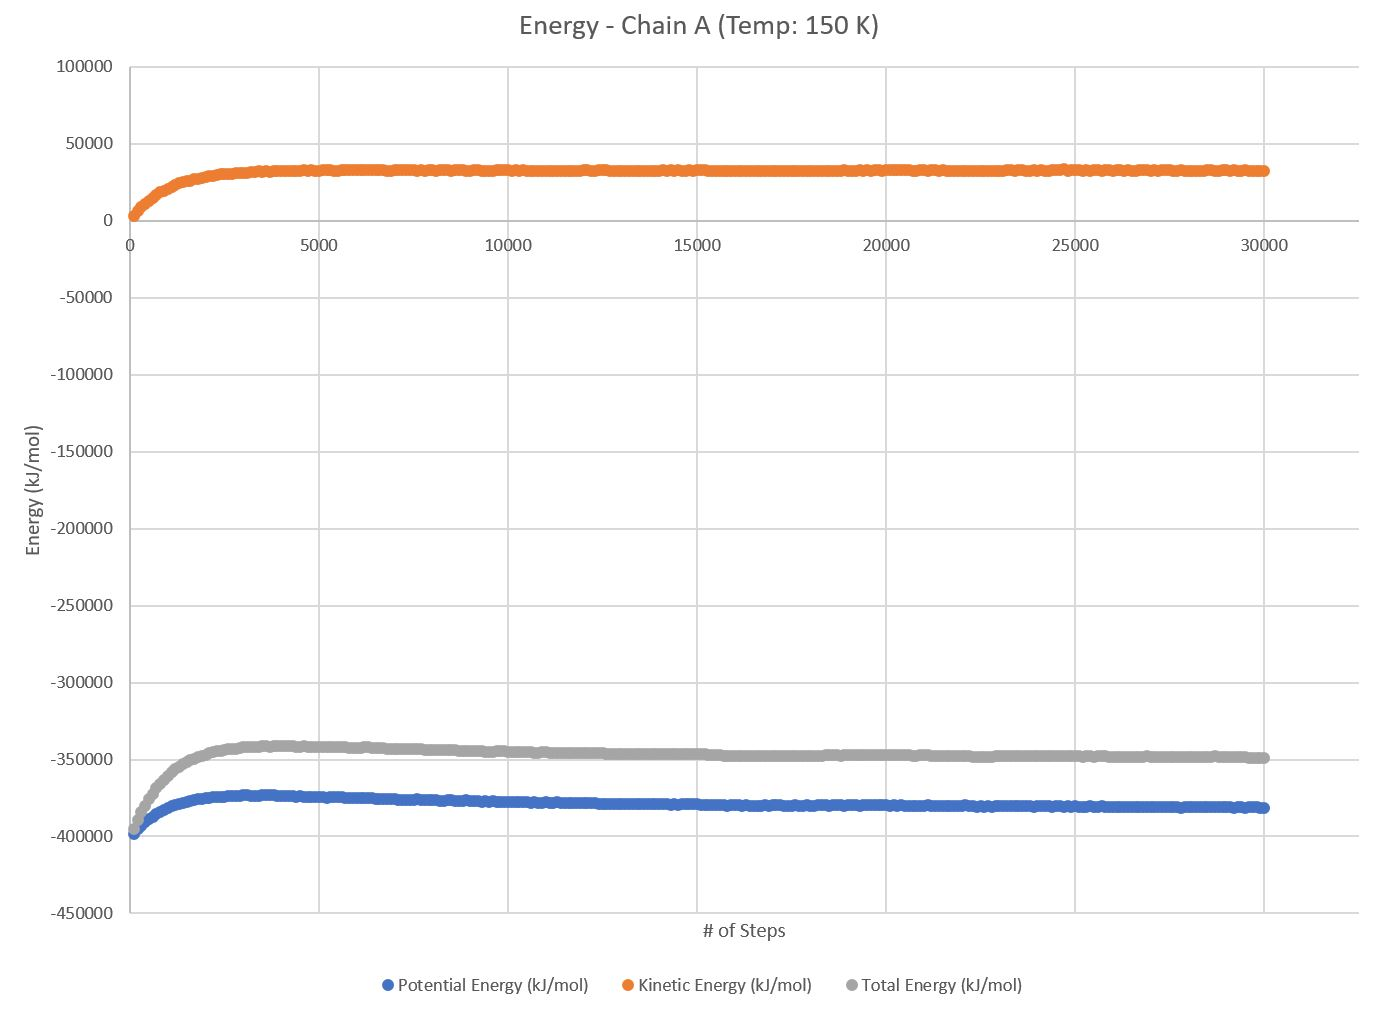 Energy - Chain A (Temp: 150 K)
100000
50000
0
0 5000 10000 15000 20000 25000 30000
-50000
-100000
-150000
-200000
-250000
-300000
-350000
-400000
-450000
Energy (kJ/mol)
# of Steps
Potential Energy (kJ/mol) Kinetic Energy (kJ/mol) Total Energy (kJ/mol)